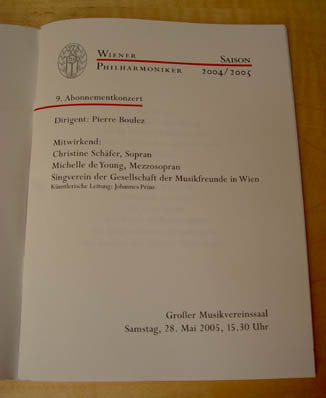 Wiener Philharmoniker
Saison 2004/2005
9. Abonnementkonzert
Dirigent: Pierre Boulez
Mitwirkend:
Christine Schäfer, Sopran
Michelle de Young, Mezzosopran
Singverein der Gesellschaft der Musikfreunde in Wien
Künstlerische Leitung: Johannes Prinz
Großer Musikvereinssaal
Samstag, 28. Mai 2005, 15.30 Uhr